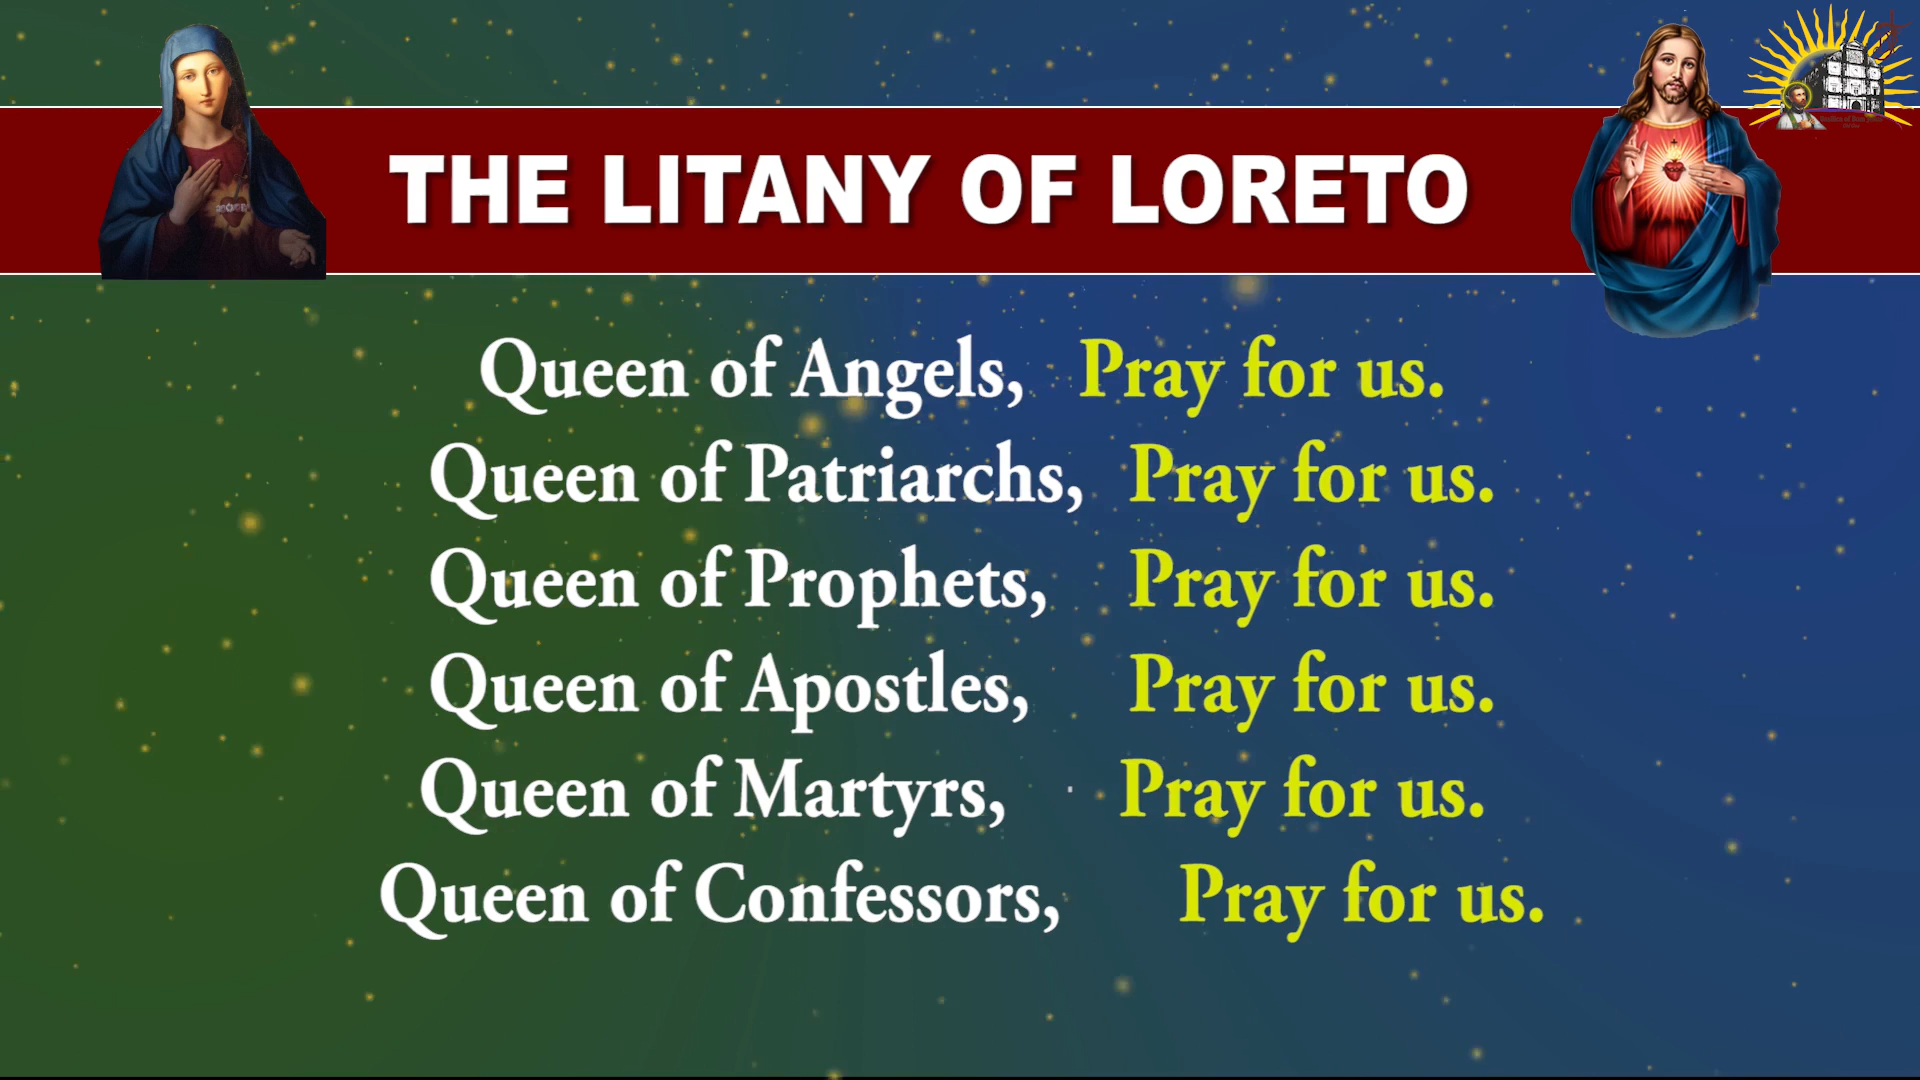 THE LITANY OF LORETO
Queen of Angels, Pray for us.
Queen of Patriarchs, Pray for us.
Queen of Prophets, Pray for us.
Queen of Apostles, Pray for us.
Queen of Martyrs, Pray for us.
Queen of Confessors, Pray for us.